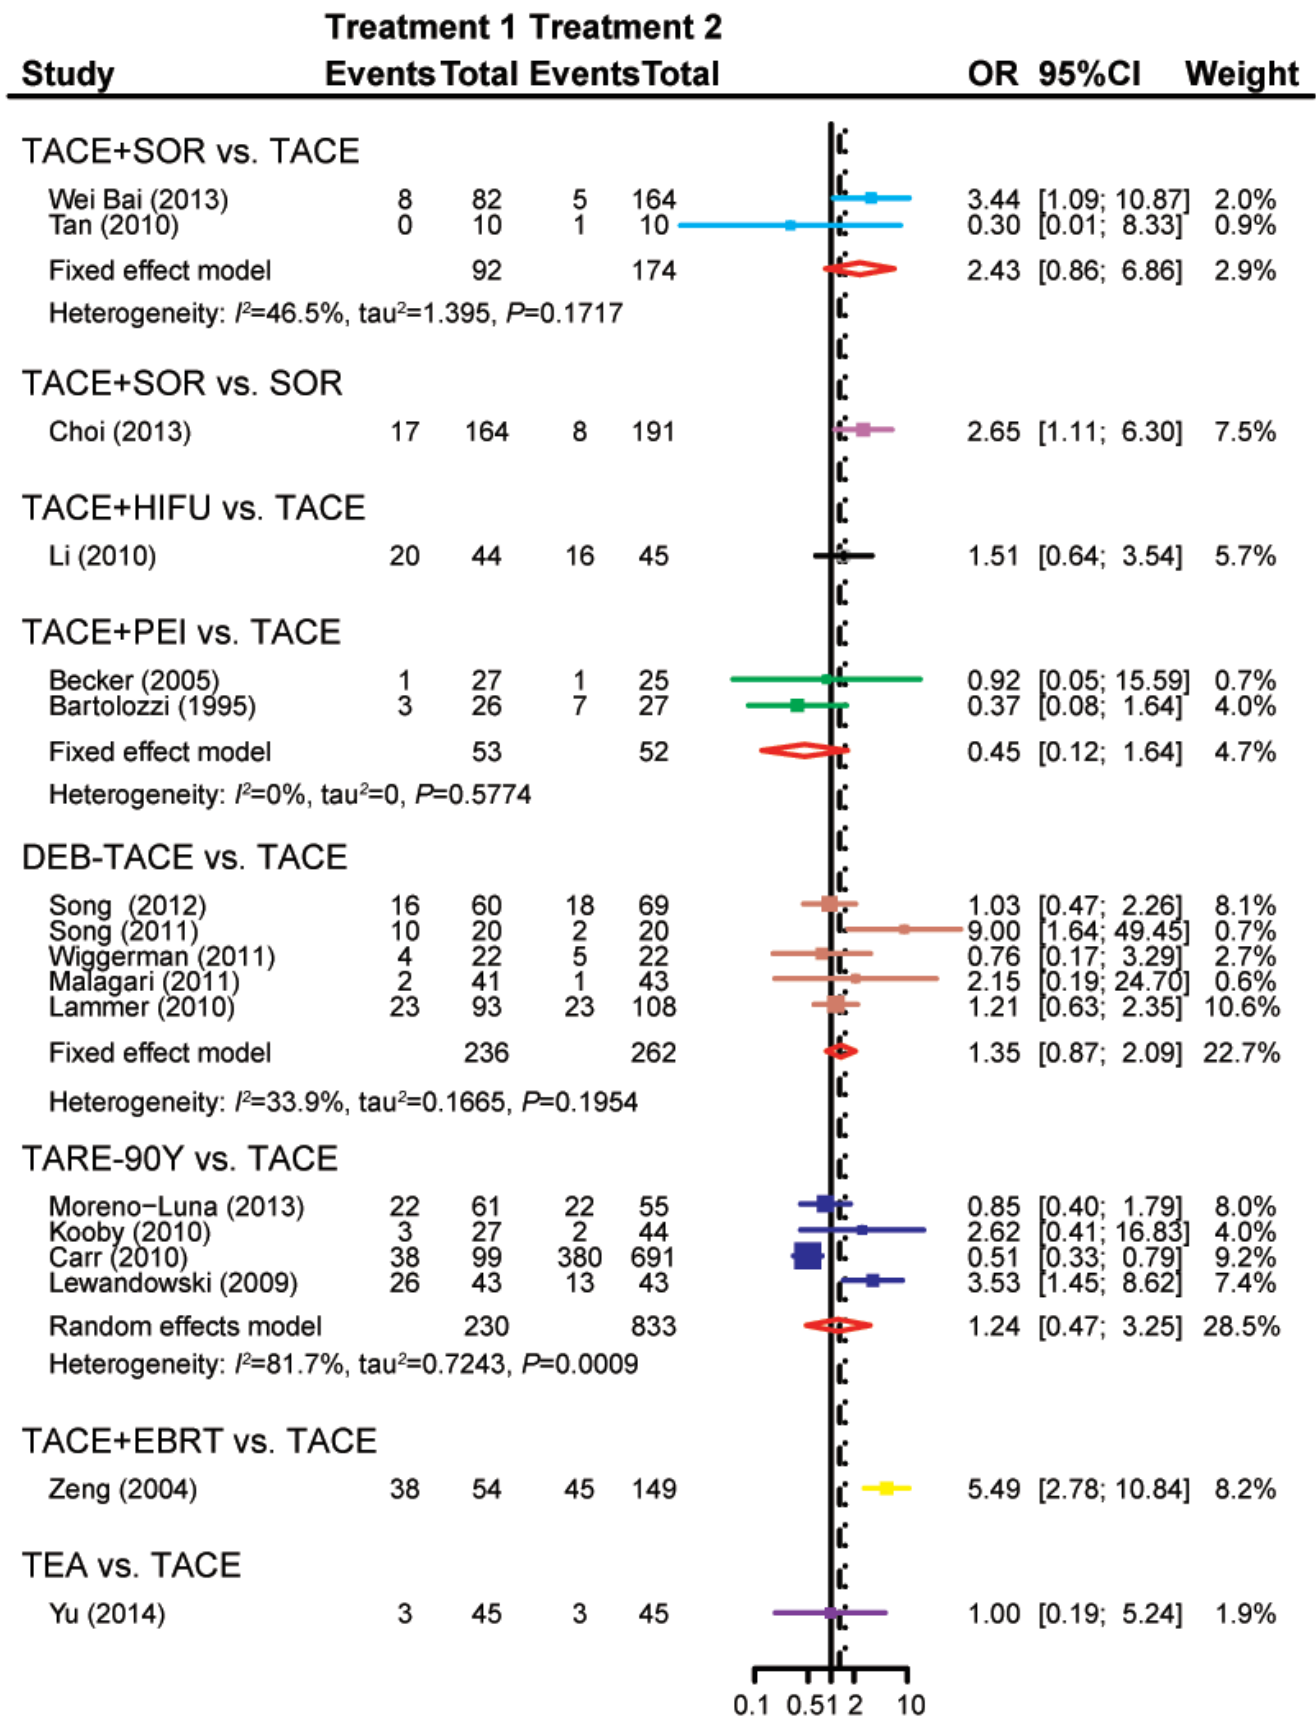 Treatment 1 Treatment 2
Study Events Total Events Total OR 95%CI Weight
TACE+SOR vs. TACE
Wei Bai (2013) 8 82 5 164 3.44 [1.09; 10.87] 2.0%
Tan (2010) 0 10 1 10 0.30 [0.01; 8.33] 0.9%
Fixed effect model 92 174 2.43 [0.86; 6.86] 2.9%
Heterogeneity: I²=46.5%, tau²=1.395, P=0.1717
TACE+SOR vs. SOR
Choi (2013) 17 164 8 191 2.65 [1.11; 6.30] 7.5%
TACE+HIFU vs. TACE
Li (2010) 20 44 16 45 1.51 [0.64; 3.54] 5.7%
TACE+PEI vs. TACE
Becker (2005) 1 27 1 25 0.92 [0.05; 15.59] 0.7%
Bartolozzi (1995) 3 26 7 27 0.37 [0.08; 1.64] 4.0%
Fixed effect model 53 52 0.45 [0.12; 1.64] 4.7%
Heterogeneity: I²=0%, tau²=0, P=0.5774
DEB-TACE vs. TACE
Song (2012) 16 60 18 69 1.03 [0.47; 2.26] 8.1%
Song (2011) 10 20 2 20 9.00 [1.64; 49.45] 0.7%
Wiggerman (2011) 4 22 5 22 0.76 [0.17; 3.29] 2.7%
Malagari (2011) 2 41 1 43 2.15 [0.19; 24.70] 0.6%
Lammer (2010) 23 93 23 108 1.21 [0.63; 2.35] 10.6%
Fixed effect model 236 262 1.35 [0.87; 2.09] 22.7%
Heterogeneity: I²=33.9%, tau²=0.1665, P=0.1954
TARE-90Y vs. TACE
Moreno−Luna (2013) 22 61 22 55 0.85 [0.40; 1.79] 8.0%
Kooby (2010) 3 27 2 44 2.62 [0.41; 16.83] 4.0%
Carr (2010) 38 99 380 691 0.51 [0.33; 0.79] 9.2%
Lewandowski (2009) 26 43 13 43 3.53 [1.45; 8.62] 7.4%
Random effects model 230 833 1.24 [0.47; 3.25] 28.5%
Heterogeneity: I²=81.7%, tau²=0.7243, P=0.0009
TACE+EBRT vs. TACE
Zeng (2004) 38 54 45 149 5.49 [2.78; 10.84] 8.2%
TEA vs. TACE
Yu (2014) 3 45 3 45 1.00 [0.19; 5.24] 1.9%
0.1 0.5 1 2 10